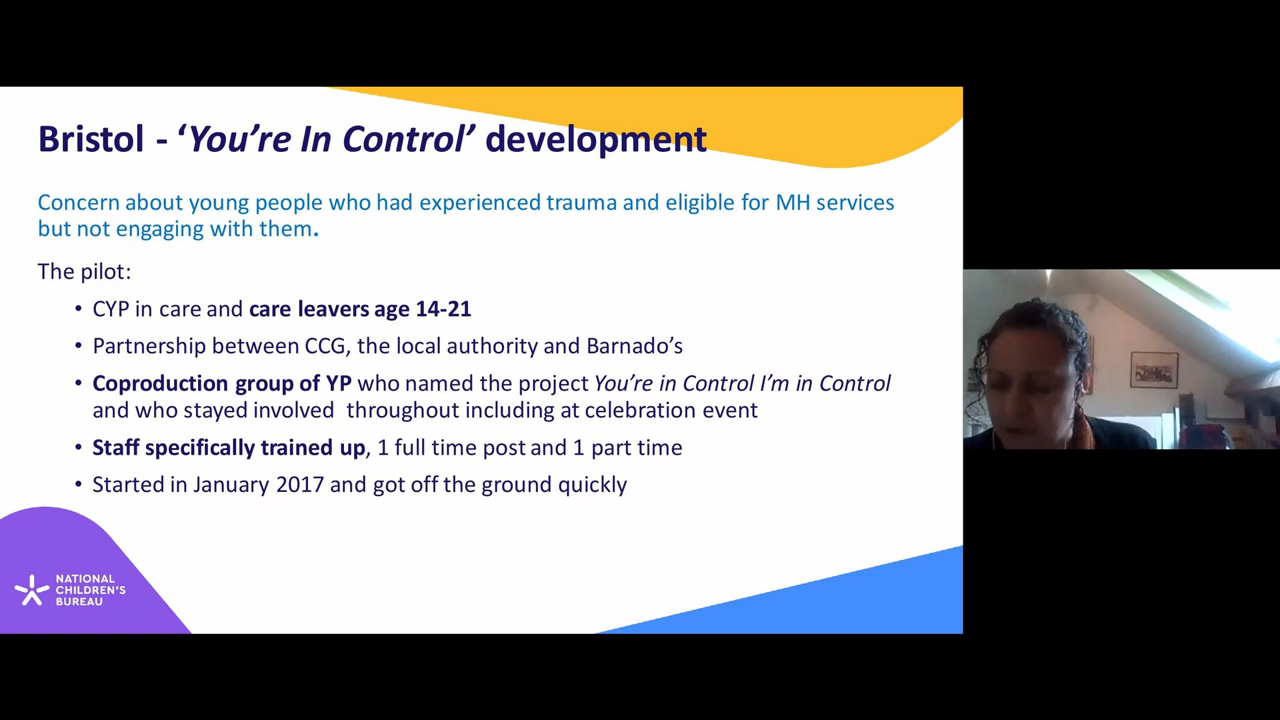 Bristol - ‘You’re In Control’ development
Concern about young people who had experienced trauma and eligible for MH services
but not engaging with them.
The pilot:
• CYP in care and care leavers age 14-21
• Partnership between CCG, the local authority and Barnado’s
• Coproduction group of YP who named the project You’re in Control I’m in Control
and who stayed involved throughout including at celebration event
• Staff specifically trained up, 1 full time post and 1 part time
• Started in January 2017 and got off the ground quickly
NATIONAL
CHILDREN'S
BUREAU